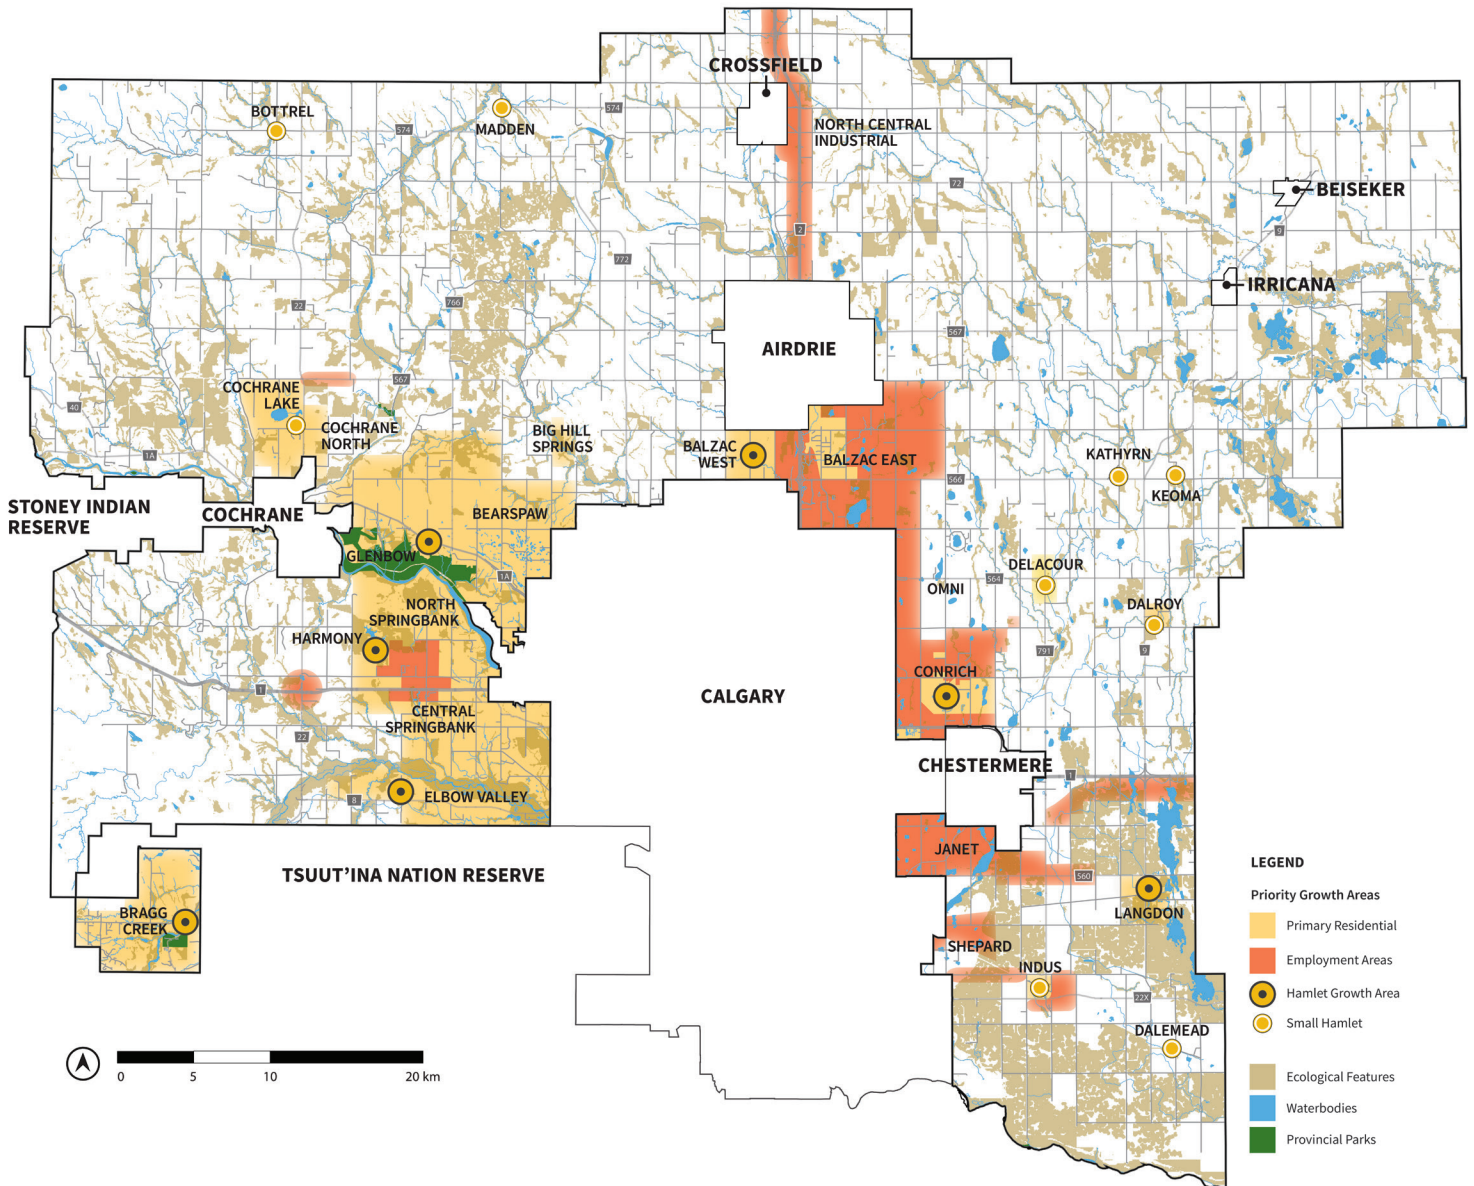 CROSSFIELD
BOTTREL
MADDEN
574
574
NORTH CENTRAL
INDUSTRIAL
72
BEISEKER
9
2
772
22
766
IRRICANA
567
AIRDRIE
COCHRANE
LAKE
567
40
COCHRANE
NORTH
BIG HILL
SPRINGS
BALZAC
WEST
BALZAC EAST
1A
KATHYRN
566
KEOMA
STONEY INDIAN
RESERVE
COCHRANE
BEARSPAW
GLENBOW
1A
DELACOUR
564
OMNI
NORTH
SPRINGBANK
DALROY
HARMONY
791
9
CONRICH
1
CALGARY
CENTRAL
SPRINGBANK
22
CHESTERMERE
1
8
ELBOW VALLEY
JANET
560
TSUUT'INA NATION RESERVE
LANGDON
BRAGG
CREEK
SHEPARD
INDUS
22X
DALEMEAD
0
5
10
20 km
LEGEND
Priority Growth Areas
Primary Residential
Employment Areas
Hamlet Growth Area
Small Hamlet
Ecological Features
Waterbodies
Provincial Parks